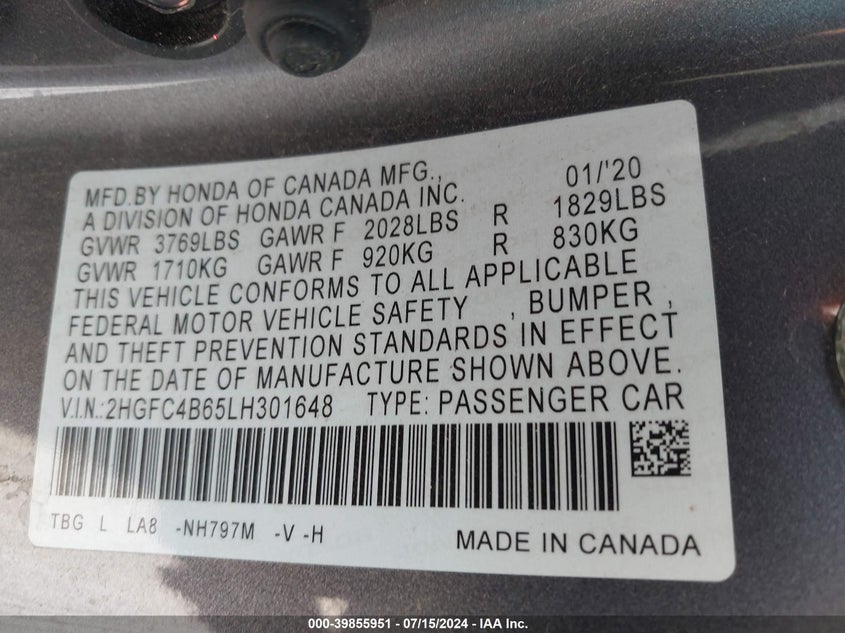 MFD.BY HONDA OF CANADA MFG., 01/'20
A DIVISION OF HONDA CANADA INC.
GVWR 3769LBS GAWR F 2028LBS R 1829LBS
GVWR 1710KG GAWR F 920KG R 830KG
THIS VEHICLE CONFORMS TO ALL APPLICABLE
FEDERAL MOTOR VEHICLE SAFETY , BUMPER ,
AND THEFT PREVENTION STANDARDS IN EFFECT
ON THE DATE OF MANUFACTURE SHOWN ABOVE.
V.I.N.:2HGFC4B65LH301648 TYPE: PASSENGER CAR
TBG L LA8 -NH797M -V -H
MADE IN CANADA
000-39855951 - 07/15/2024 - IAA Inc.